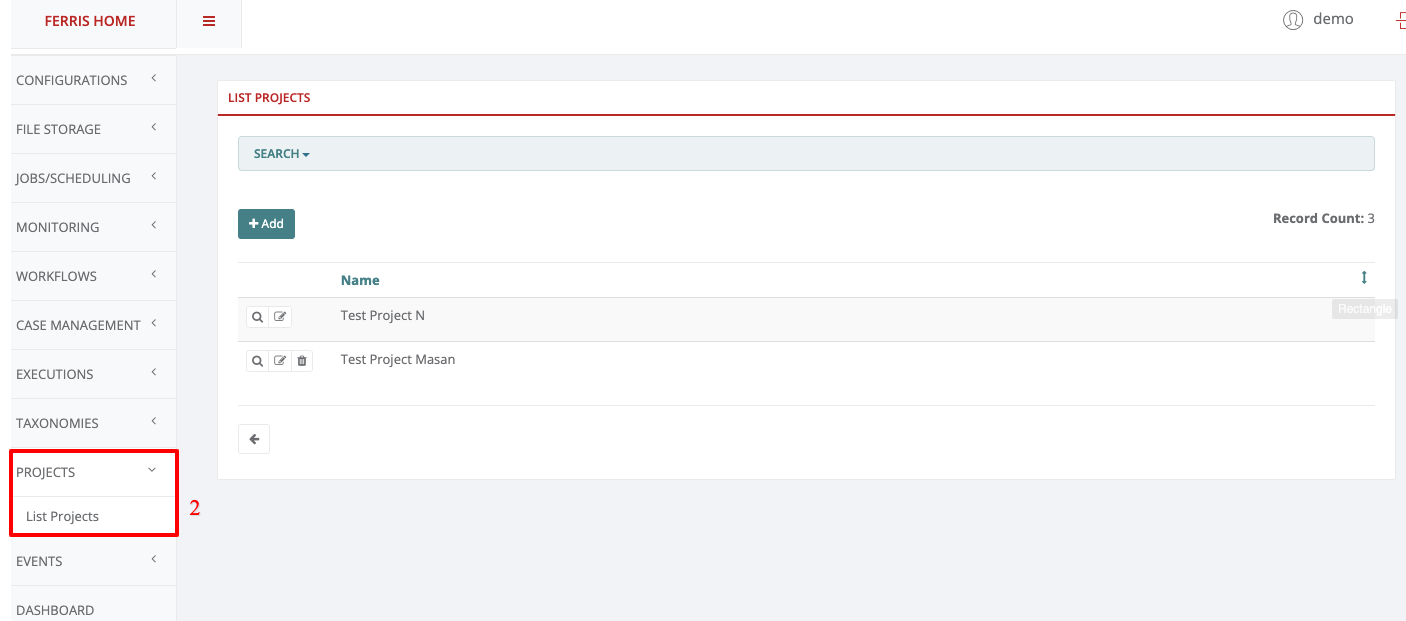 FERRIS HOME
demo
CONFIGURATIONS
FILE STORAGE
JOBS/SCHEDULING
MONITORING
WORKFLOWS
CASE MANAGEMENT
EXECUTIONS
TAXONOMIES
PROJECTS
List Projects
2
EVENTS
DASHBOARD
LIST PROJECTS
SEARCH
Add
Record Count: 3
Name
Rectangle
Test Project N
Test Project Masan